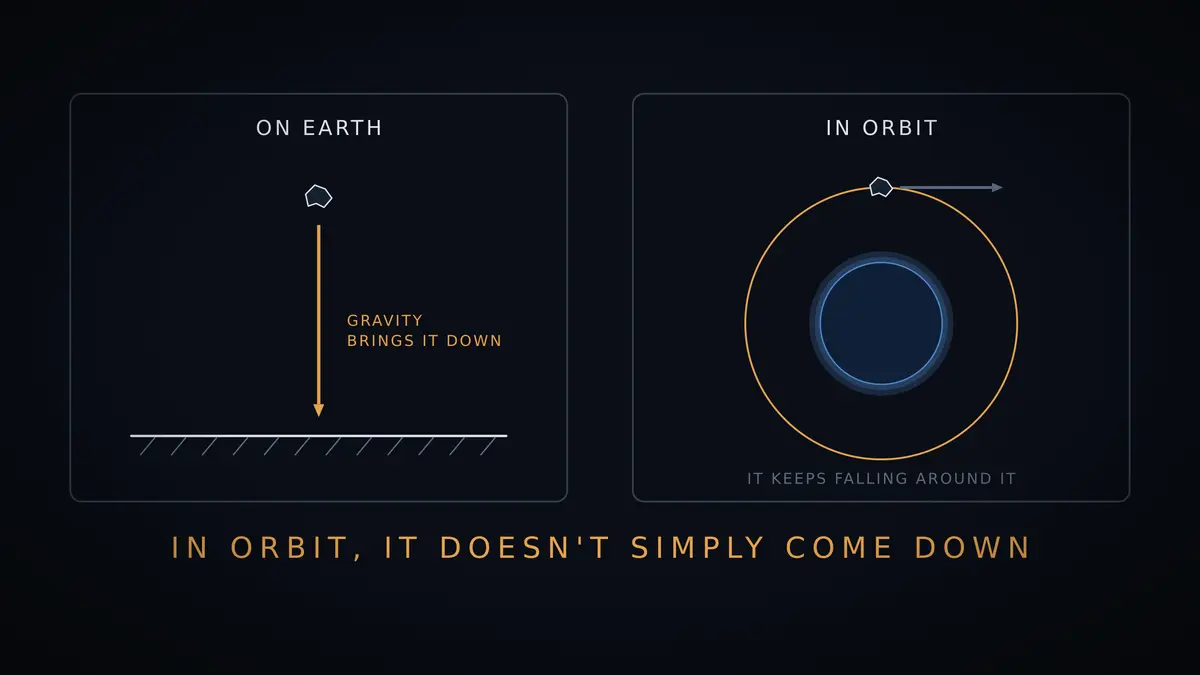 ON EARTH
GRAVITY
BRINGS IT DOWN
IN ORBIT
IT KEEPS FALLING AROUND IT
IN ORBIT, IT DOESN'T SIMPLY COME DOWN